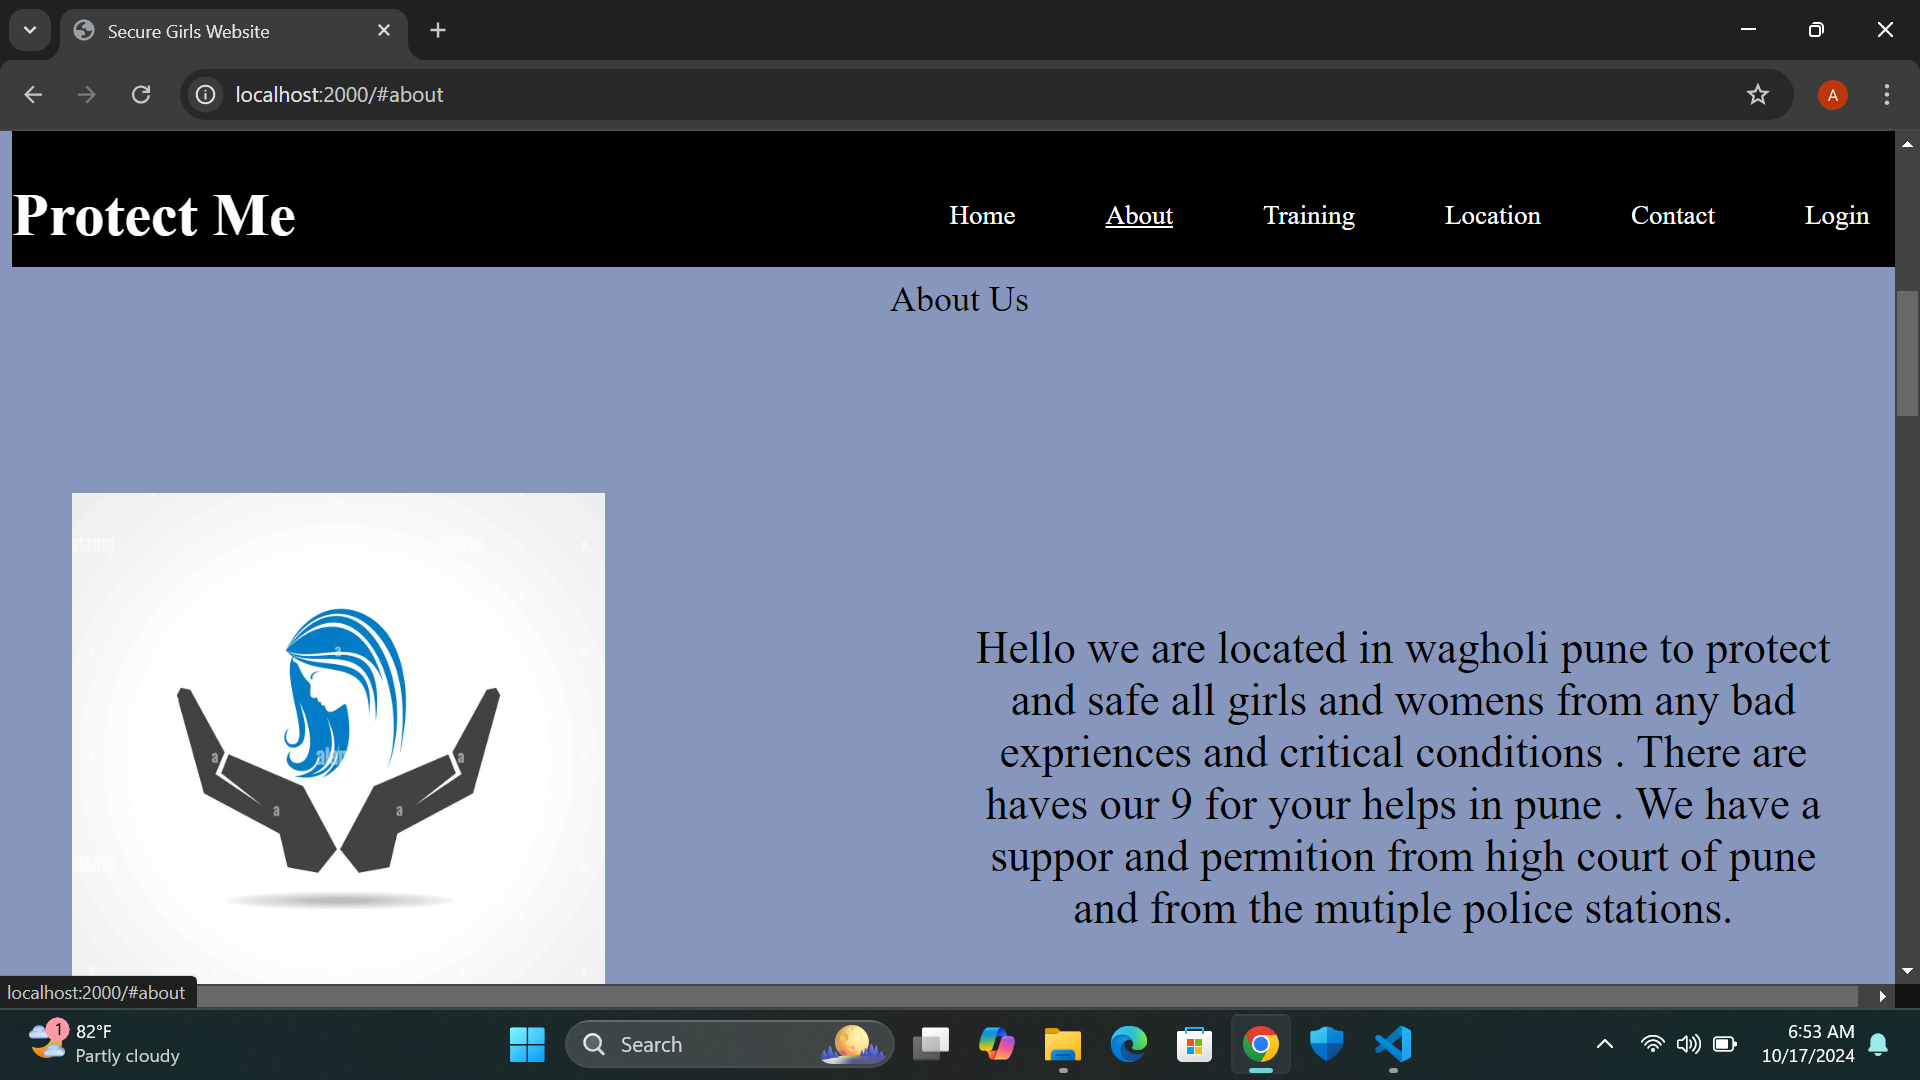 Secure Girls Website
localhost:2000/#about
A
Protect Me
Home About Training Location Contact Login
About Us
alamy alamy a
a
alamy
a a
a a
alamy
Hello we are located in wagholi pune to protect
and safe all girls and womens from any bad
expriences and critical conditions . There are
haves our 9 for your helps in pune . We have a
suppor and permition from high court of pune
and from the mutiple police stations.
localhost:2000/#about
1
82°F
Partly cloudy
Search
6:53 AM
10/17/2024